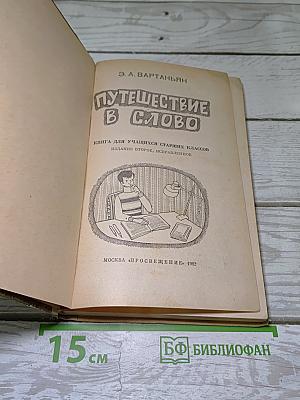 Э. А. ВАРТАНЬЯН
ПУТЕШЕСТВИЕ
В СЛОВО
КНИГА ДЛЯ УЧАЩИХСЯ СТАРШИХ КЛАССОВ
ИЗДАНИЕ ВТОРОЕ, ИСПРАВЛЕННОЕ
МОСКВА «ПРОСВЕЩЕНИЕ» 1982
15 СМ
БФ БИБЛИОФАН